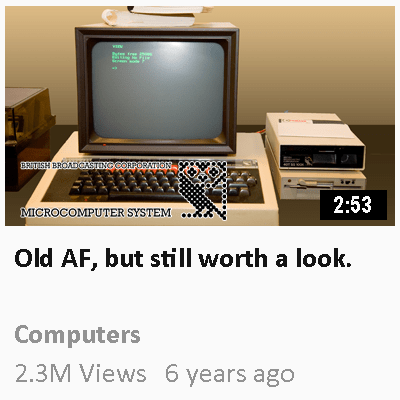 BRITISH BROADCASTING CORPORATION
MICROCOMPUTER SYSTEM
2:53
Old AF, but still worth a look.
Computers
2.3M Views 6 years ago